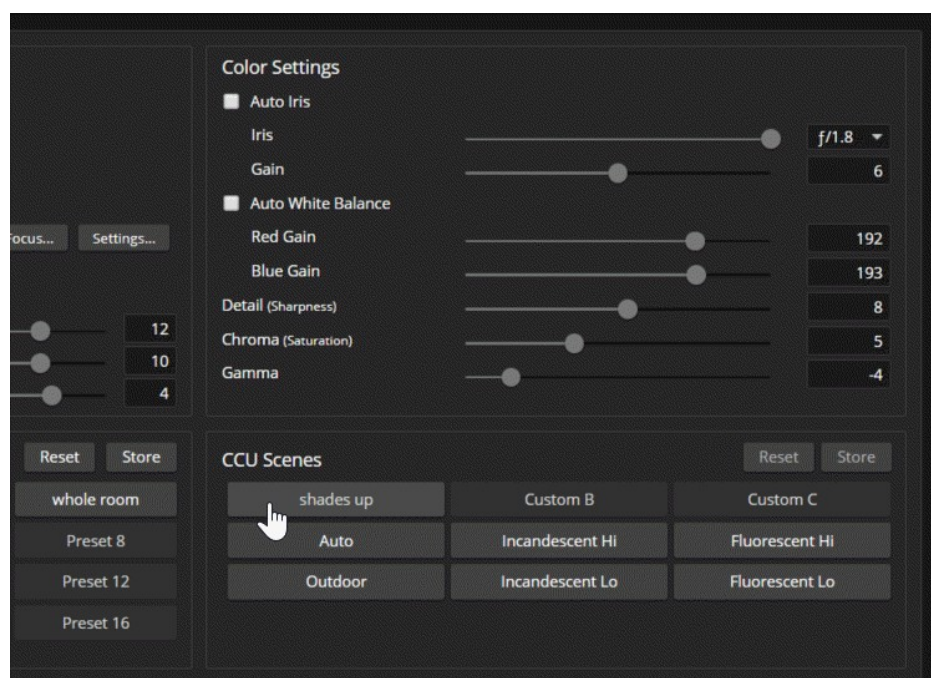 Color Settings
Auto Iris
Iris ƒ/1.8
Gain 6
Auto White Balance
Red Gain 192
Blue Gain 193
Detail (Sharpness) 8
Chroma (Saturation) 5
Gamma -4
Settings...
12
10
4
Reset Store
whole room
Preset 8
Preset 12
Preset 16
CCU Scenes Reset Store
shades up Custom B Custom C
Auto Incandescent Hi Fluorescent Hi
Outdoor Incandescent Lo Fluorescent Lo